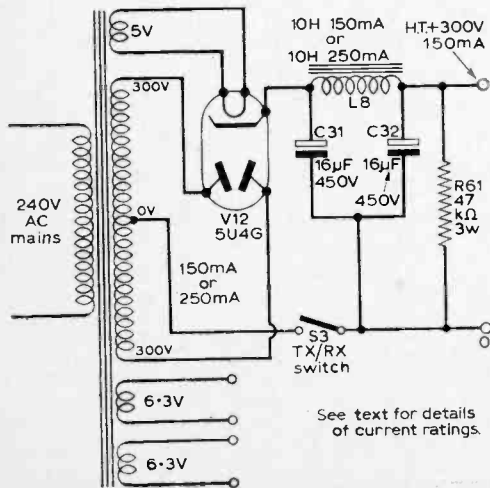 5V
300V
240V
AC
mains
0V
150mA
or
250mA
300V
6·3V
6·3V
V12
5U4G
10H 150mA
or
10H 250mA
L8
C31
16µF
450V
C32
16µF
450V
H.T.+300V
150mA
R61
47
kΩ
3w
S3
TX/RX
switch
0
See text for details
of current ratings.